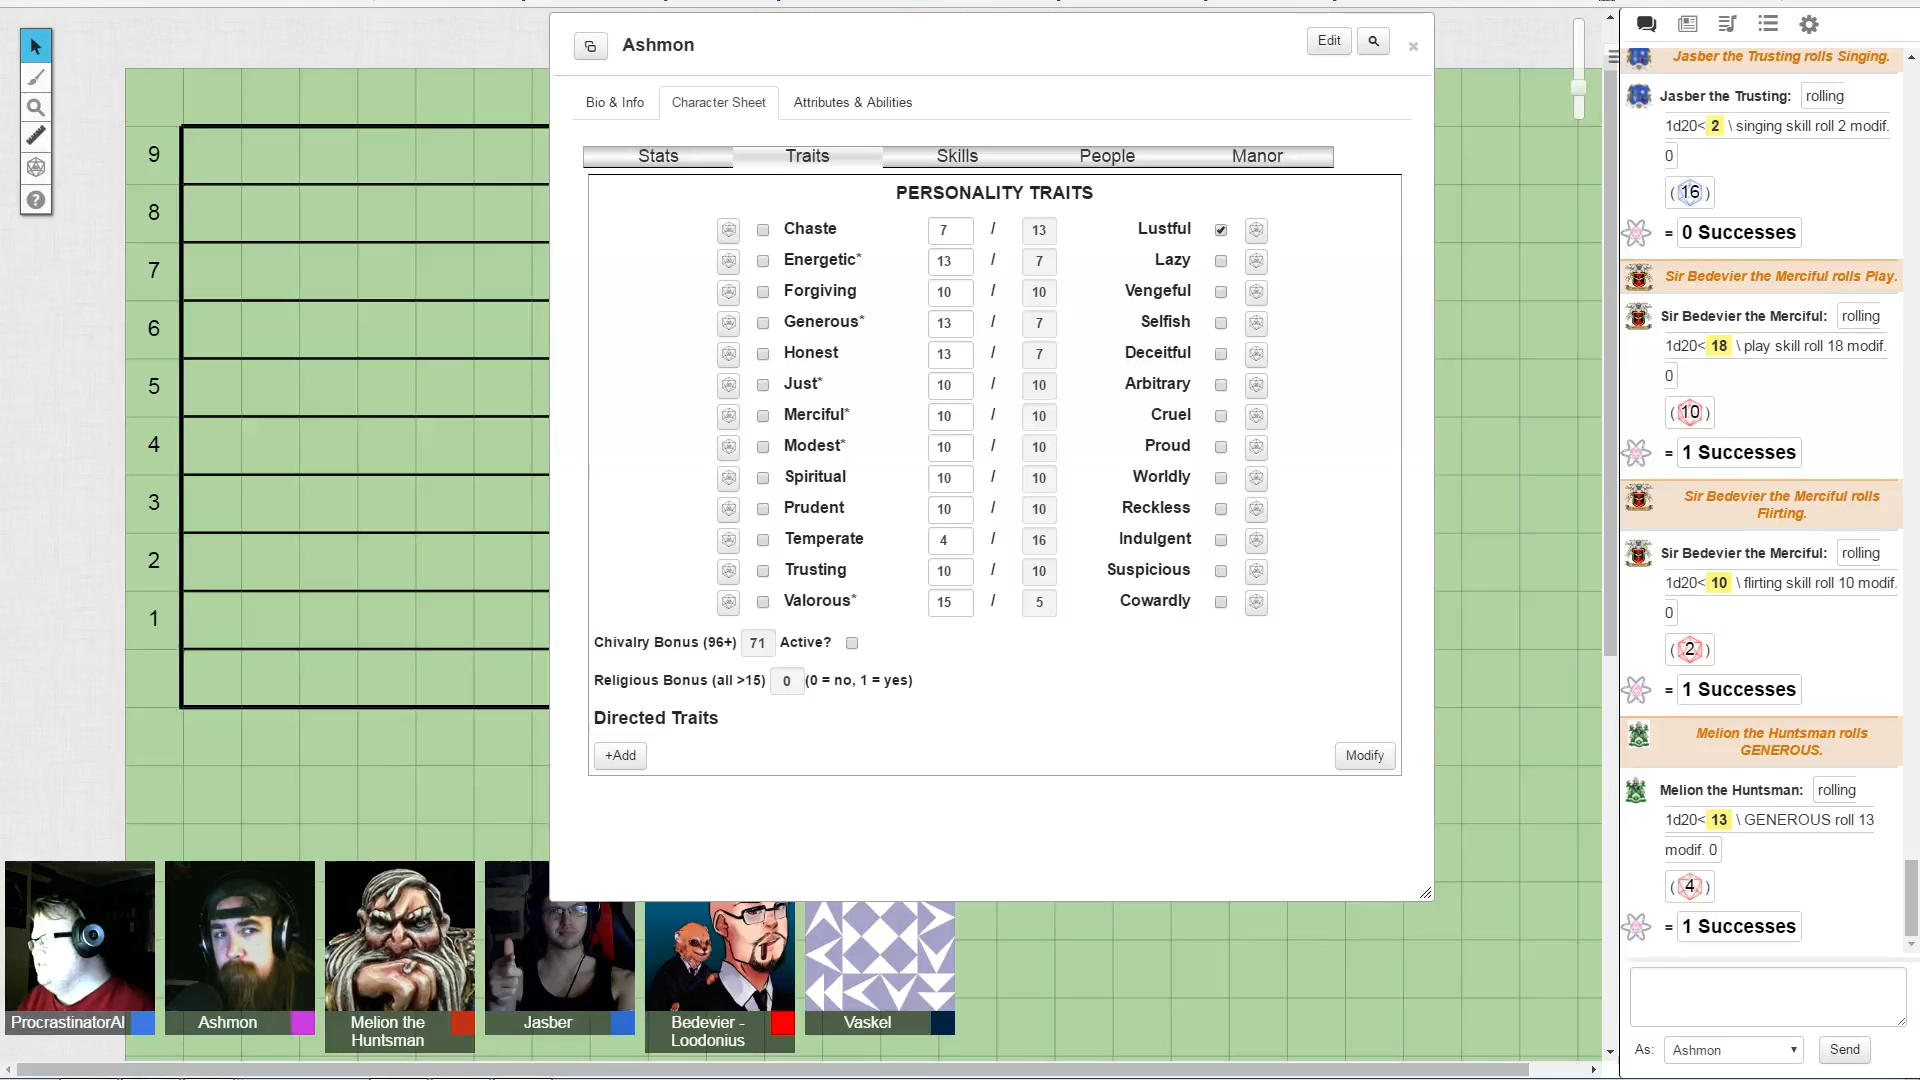 Ashmon
Edit
×
Bio & Info
Character Sheet
Attributes & Abilities
Stats
Traits
Skills
People
Manor
PERSONALITY TRAITS
Chaste 7 / 13 Lustful
Energetic* 13 / 7 Lazy
Forgiving 10 / 10 Vengeful
Generous* 13 / 7 Selfish
Honest 13 / 7 Deceitful
Just* 10 / 10 Arbitrary
Merciful* 10 / 10 Cruel
Modest* 10 / 10 Proud
Spiritual 10 / 10 Worldly
Prudent 10 / 10 Reckless
Temperate 4 / 16 Indulgent
Trusting 10 / 10 Suspicious
Valorous* 15 / 5 Cowardly
Chivalry Bonus (96+) 71 Active?
Religious Bonus (all >15) 0 (0 = no, 1 = yes)
Directed Traits
+Add
Modify
9
8
7
6
5
4
3
2
1
?
ProcrastinatorAl
Ashmon
Melion the
Huntsman
Jasber
Bedevier -
Loodonius
Vaskel
Jasber the Trusting rolls Singing.
Jasber the Trusting: rolling
1d20< 2 \ singing skill roll 2 modif.
0
(16)
= 0 Successes
Sir Bedevier the Merciful rolls Play.
Sir Bedevier the Merciful: rolling
1d20< 18 \ play skill roll 18 modif.
0
(10)
= 1 Successes
Sir Bedevier the Merciful rolls
Flirting.
Sir Bedevier the Merciful: rolling
1d20< 10 \ flirting skill roll 10 modif.
0
(2)
= 1 Successes
Melion the Huntsman rolls
GENEROUS.
Melion the Huntsman: rolling
1d20< 13 \ GENEROUS roll 13
modif. 0
(4)
= 1 Successes
As: Ashmon
Send